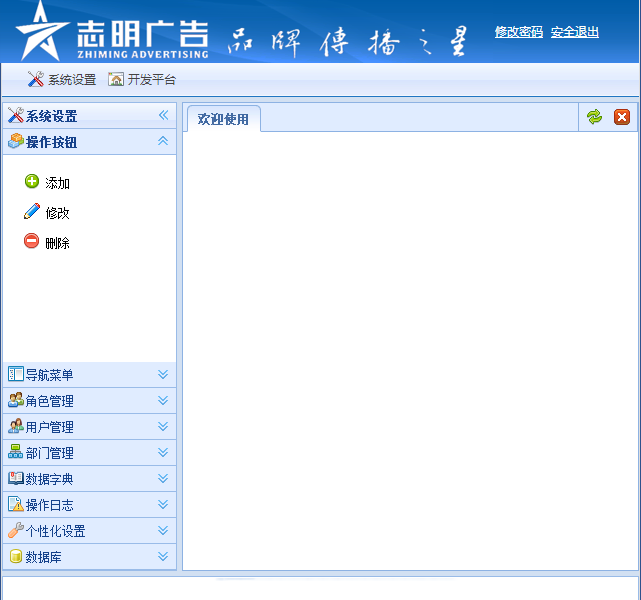 志明广告
ZHIMING ADVERTISING
品牌傳播之星
修改密码 安全退出
系统设置 开发平台
系统设置
操作按钮
添加
修改
删除
导航菜单
角色管理
用户管理
部门管理
数据字典
操作日志
个性化设置
数据库
欢迎使用